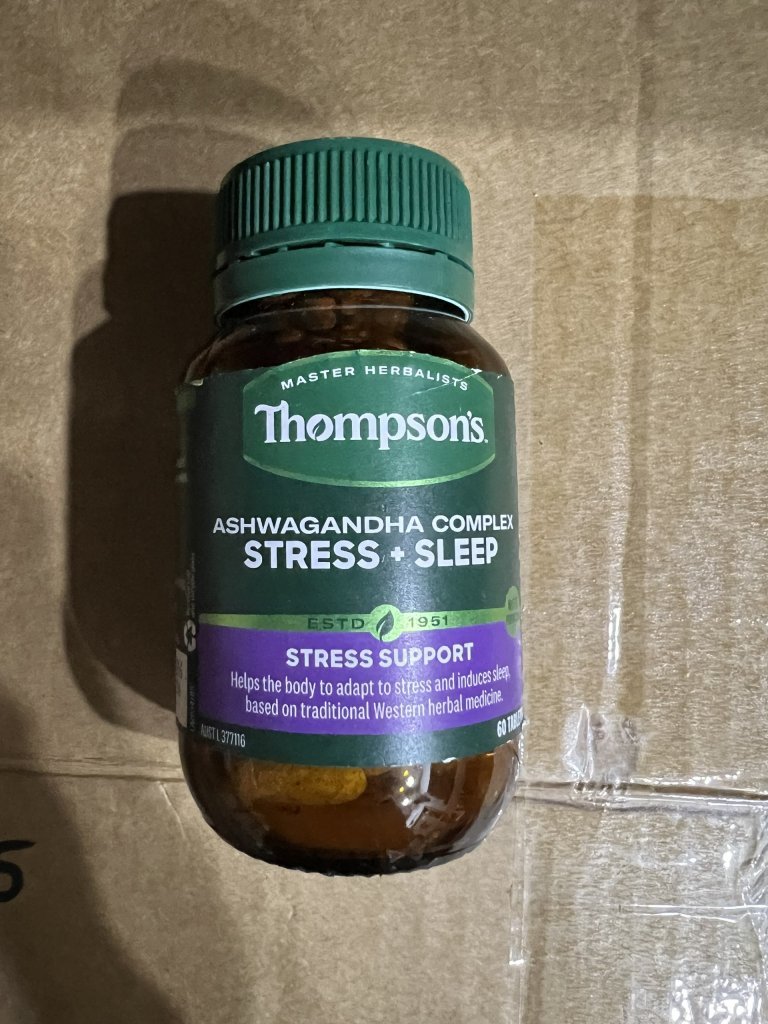 MASTER HERBALISTS
Thompson's
ASHWAGANDHA COMPLEX
STRESS + SLEEP
ESTD 1951
STRESS SUPPORT
Helps the body to adapt to stress and induces sleep,
based on traditional Western herbal medicine.
60
AUST L 377116